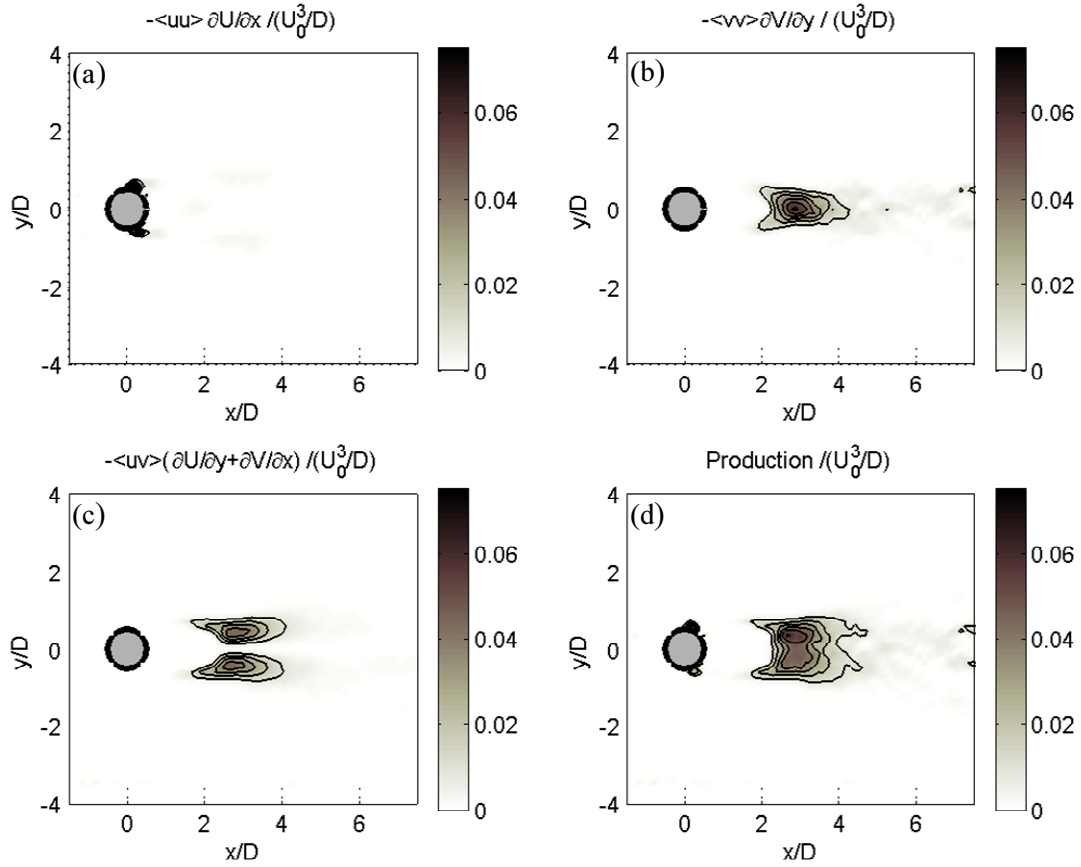 -<uu> ∂U/∂x /(U₀³/D)
(a)
4
2
0
-2
-4
y/D
0 2 4 6
x/D
0.06
0.04
0.02
0
-<vv>∂V/∂y / (U₀³/D)
(b)
4
2
0
-2
-4
y/D
0 2 4 6
x/D
0.06
0.04
0.02
0
-<uv>(∂U/∂y+∂V/∂x) /(U₀³/D)
(c)
4
2
0
-2
-4
y/D
0 2 4 6
x/D
0.06
0.04
0.02
0
Production /(U₀³/D)
(d)
4
2
0
-2
-4
y/D
0 2 4 6
x/D
0.06
0.04
0.02
0